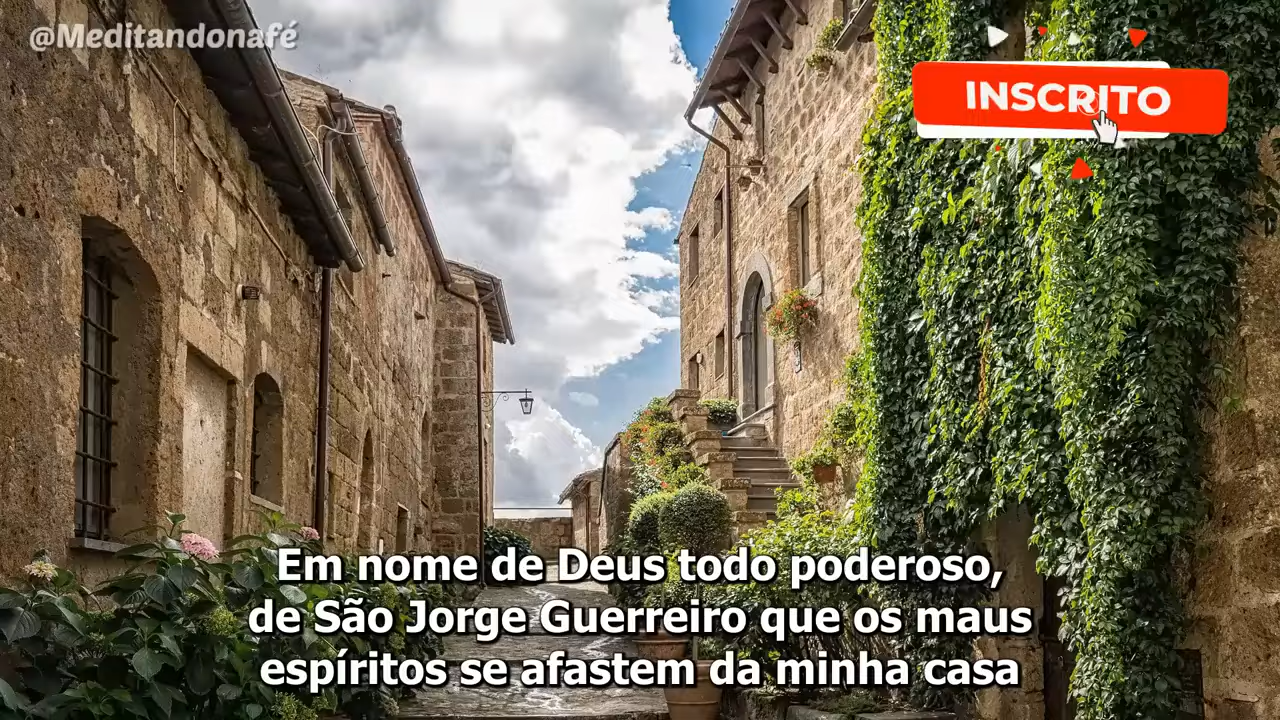 @Meditandonafé
INSCRITO
Em nome de Deus todo poderoso,
de São Jorge Guerreiro que os maus
espíritos se afastem da minha casa